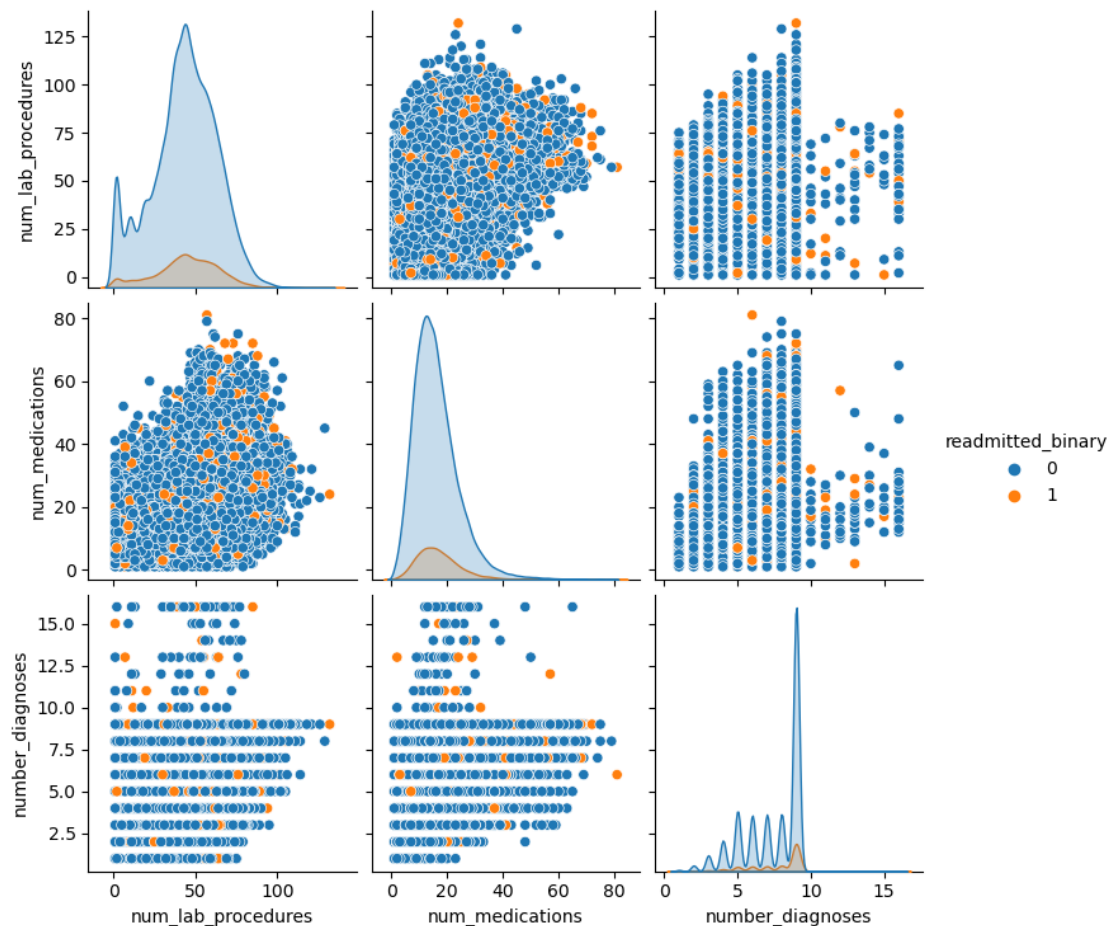 num_lab_procedures
125
100
75
50
25
0
num_medications
80
60
40
20
0
readmitted_binary
0
1
number_diagnoses
15.0
12.5
10.0
7.5
5.0
2.5
0 50 100
num_lab_procedures
0 20 40 60 80
num_medications
5 10 15
number_diagnoses